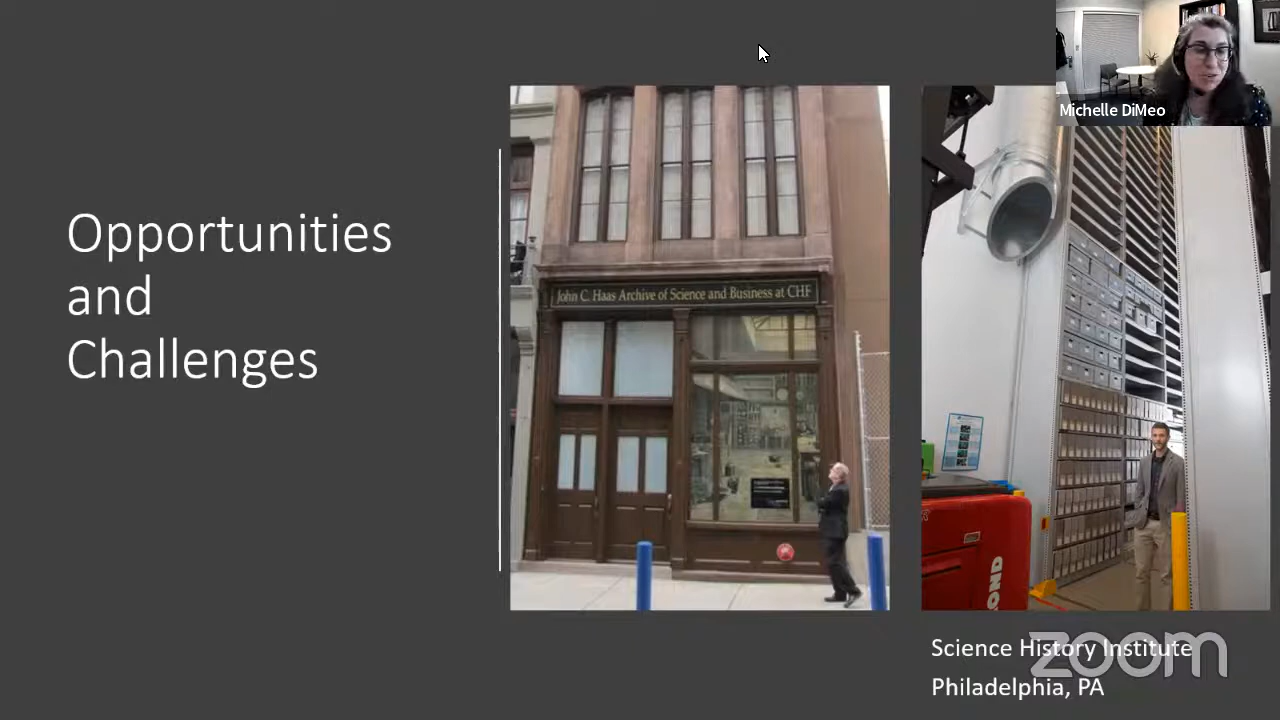 Michelle DiMeo
Opportunities
and
Challenges
John C. Haas Archive of Science and Business at CHF
OND
Science History Institute
Philadelphia, PA
zoom